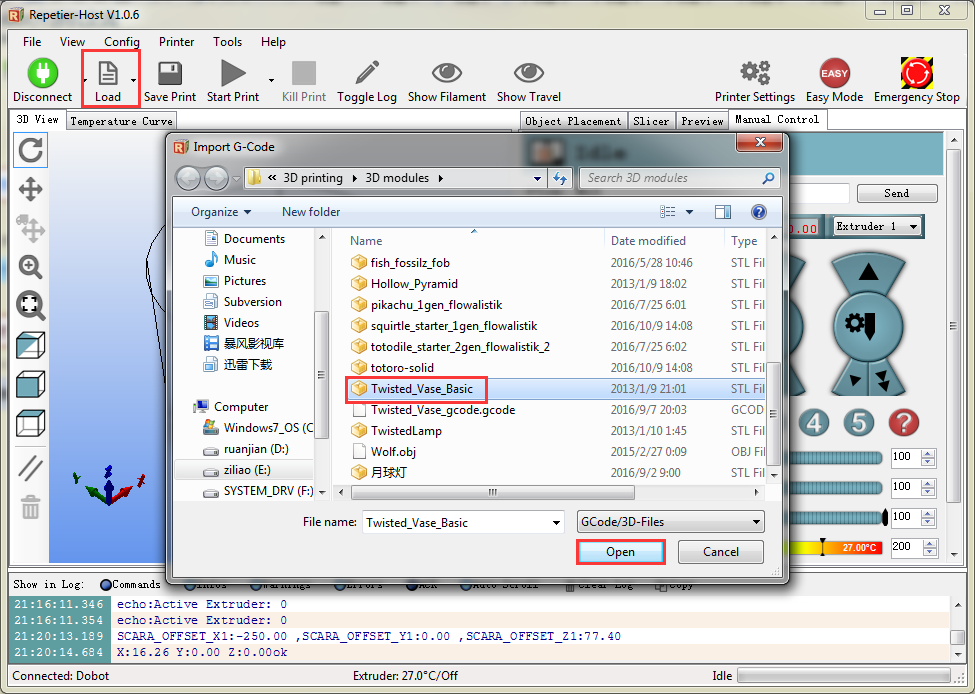 Repetier-Host V1.0.6
File View Config Printer Tools Help
Disconnect Load Save Print Start Print Kill Print Toggle Log Show Filament Show Travel Printer Settings Easy Mode Emergency Stop
EASY
3D View Temperature Curve Object Placement Slicer Preview Manual Control
Idle
Import G-Code
« 3D printing 3D modules Search 3D modules
Send
Organize New folder
Extruder 1
Documents
Music
Pictures
Subversion
Videos
暴风影视库
迅雷下载
Computer
Windows7_OS (C
ruanjian (D:)
ziliao (E:)
SYSTEM_DRV (F:)
Name Date modified Type
fish_fossilz_fob 2016/5/28 10:46 STL Fil
Hollow_Pyramid 2013/1/9 18:02 STL Fil
pikachu_1gen_flowalistik 2016/7/25 6:01 STL Fil
squirtle_starter_1gen_flowalistik 2016/10/9 14:08 STL Fil
totodile_starter_2gen_flowalistik_2 2016/7/25 6:02 STL Fil
totoro-solid 2016/10/9 14:08 STL Fil
Twisted_Vase_Basic 2013/1/9 21:01 STL Fil
Twisted_Vase_gcode.gcode 2016/9/7 20:03 GCOD
TwistedLamp 2013/1/10 1:45 STL Fil
Wolf.obj 2015/2/27 0:09 OBJ Fil
月球灯 2016/9/2 9:00 STL Fil
4 5 ?
100
100
100
27.00°C 200
File name: Twisted_Vase_Basic GCode/3D-Files
Open Cancel
Show in Log: Commands Infos Warnings Errors ACK Auto Scroll Clear Log Copy
21:16:11.346 echo:Active Extruder: 0
21:16:11.354 echo:Active Extruder: 0
21:20:13.189 SCARA_OFFSET_X1:-250.00 ,SCARA_OFFSET_Y1:0.00 ,SCARA_OFFSET_Z1:77.40
21:20:14.684 X:16.26 Y:0.00 Z:0.00ok
Connected: Dobot Extruder: 27.0°C/Off Idle